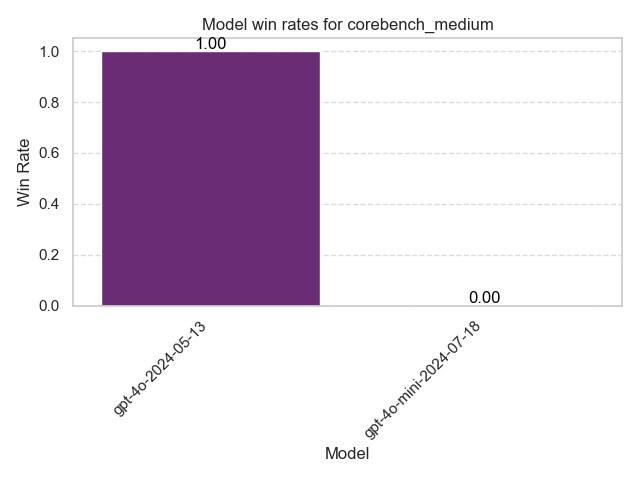 Model win rates for corebench_medium
1.00
1.0
0.8
0.6
0.4
0.2
0.0
Win Rate
0.00
gpt-4o-2024-05-13
gpt-4o-mini-2024-07-18
Model